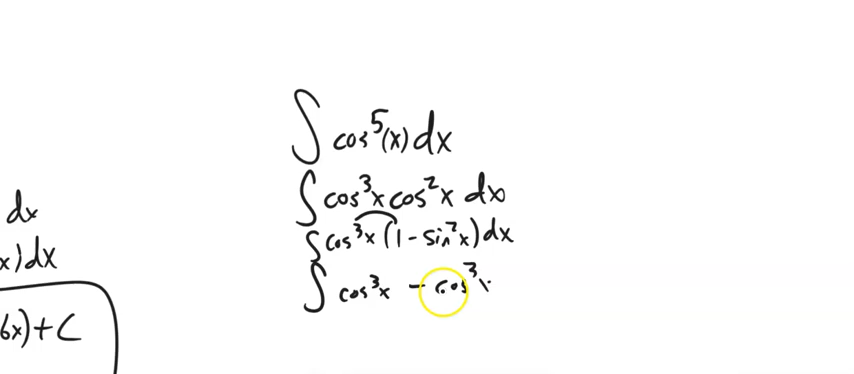 ∫ cos⁵(x) dx
∫ cos³x cos²x dx
∫ cos³x (1 - sin²x) dx
∫ cos³x - cos³
dx
x) dx
6x) + C